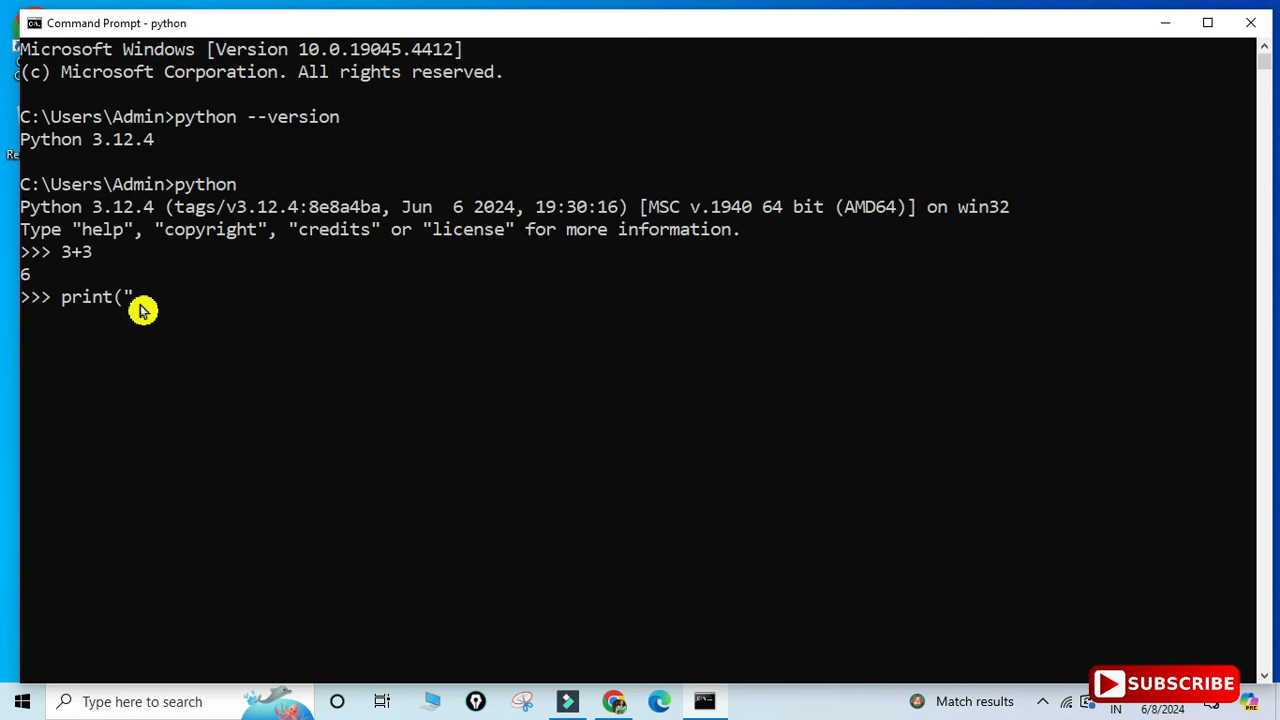 Command Prompt - python
Microsoft Windows [Version 10.0.19045.4412]
(c) Microsoft Corporation. All rights reserved.
C:\Users\Admin>python --version
Python 3.12.4
C:\Users\Admin>python
Python 3.12.4 (tags/v3.12.4:8e8a4ba, Jun  6 2024, 19:30:16) [MSC v.1940 64 bit (AMD64)] on win32
Type "help", "copyright", "credits" or "license" for more information.
>>> 3+3
6
>>> print("
Re
SUBSCRIBE
Type here to search
Match results
IN
6/8/2024
PRE